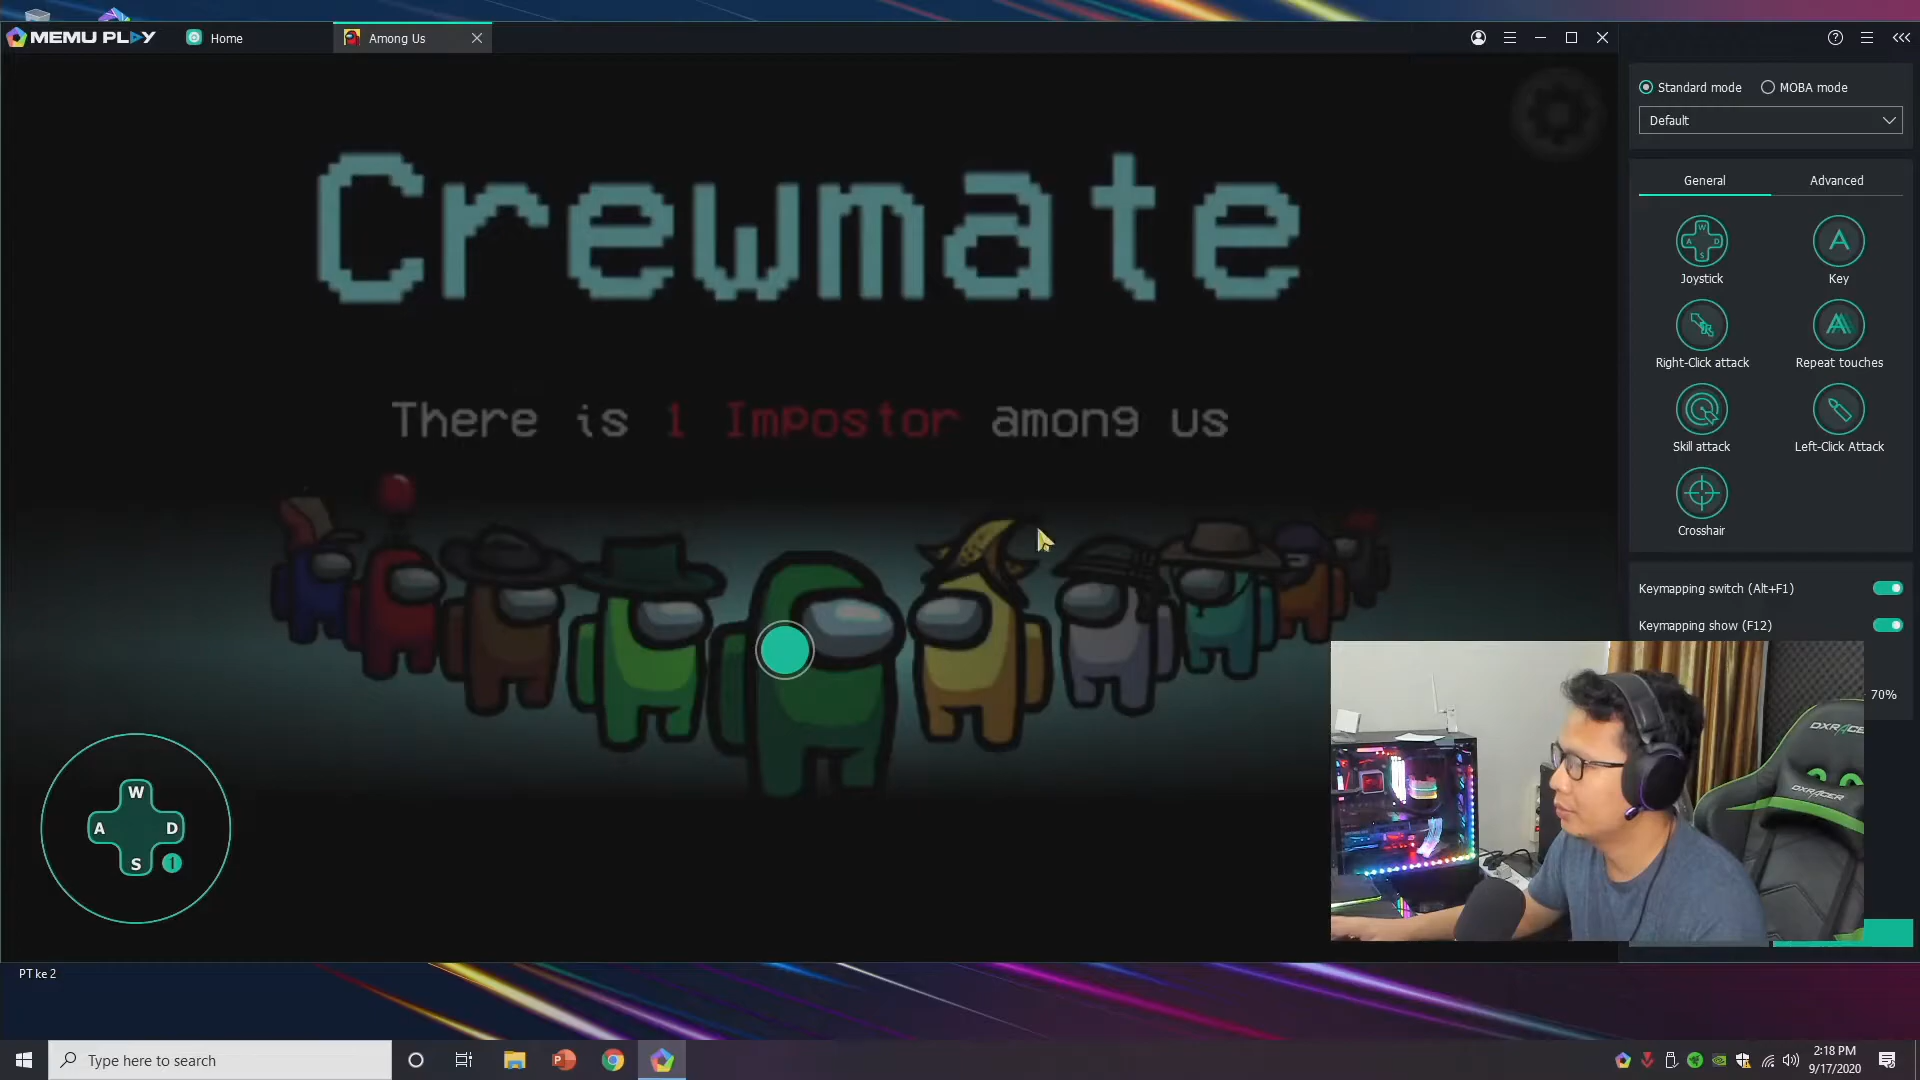 MEMU PLAY
Home
Among Us
Standard mode
MOBA mode
Default
General
Advanced
Crewmate
There is 1 Impostor among us
W
A
D
S
1
Joystick
Key
Right-Click attack
Repeat touches
Skill attack
Left-Click Attack
Crosshair
Keymapping switch (Alt+F1)
Keymapping show (F12)
70%
DXRACER
PT ke 2
Type here to search
2:18 PM
9/17/2020